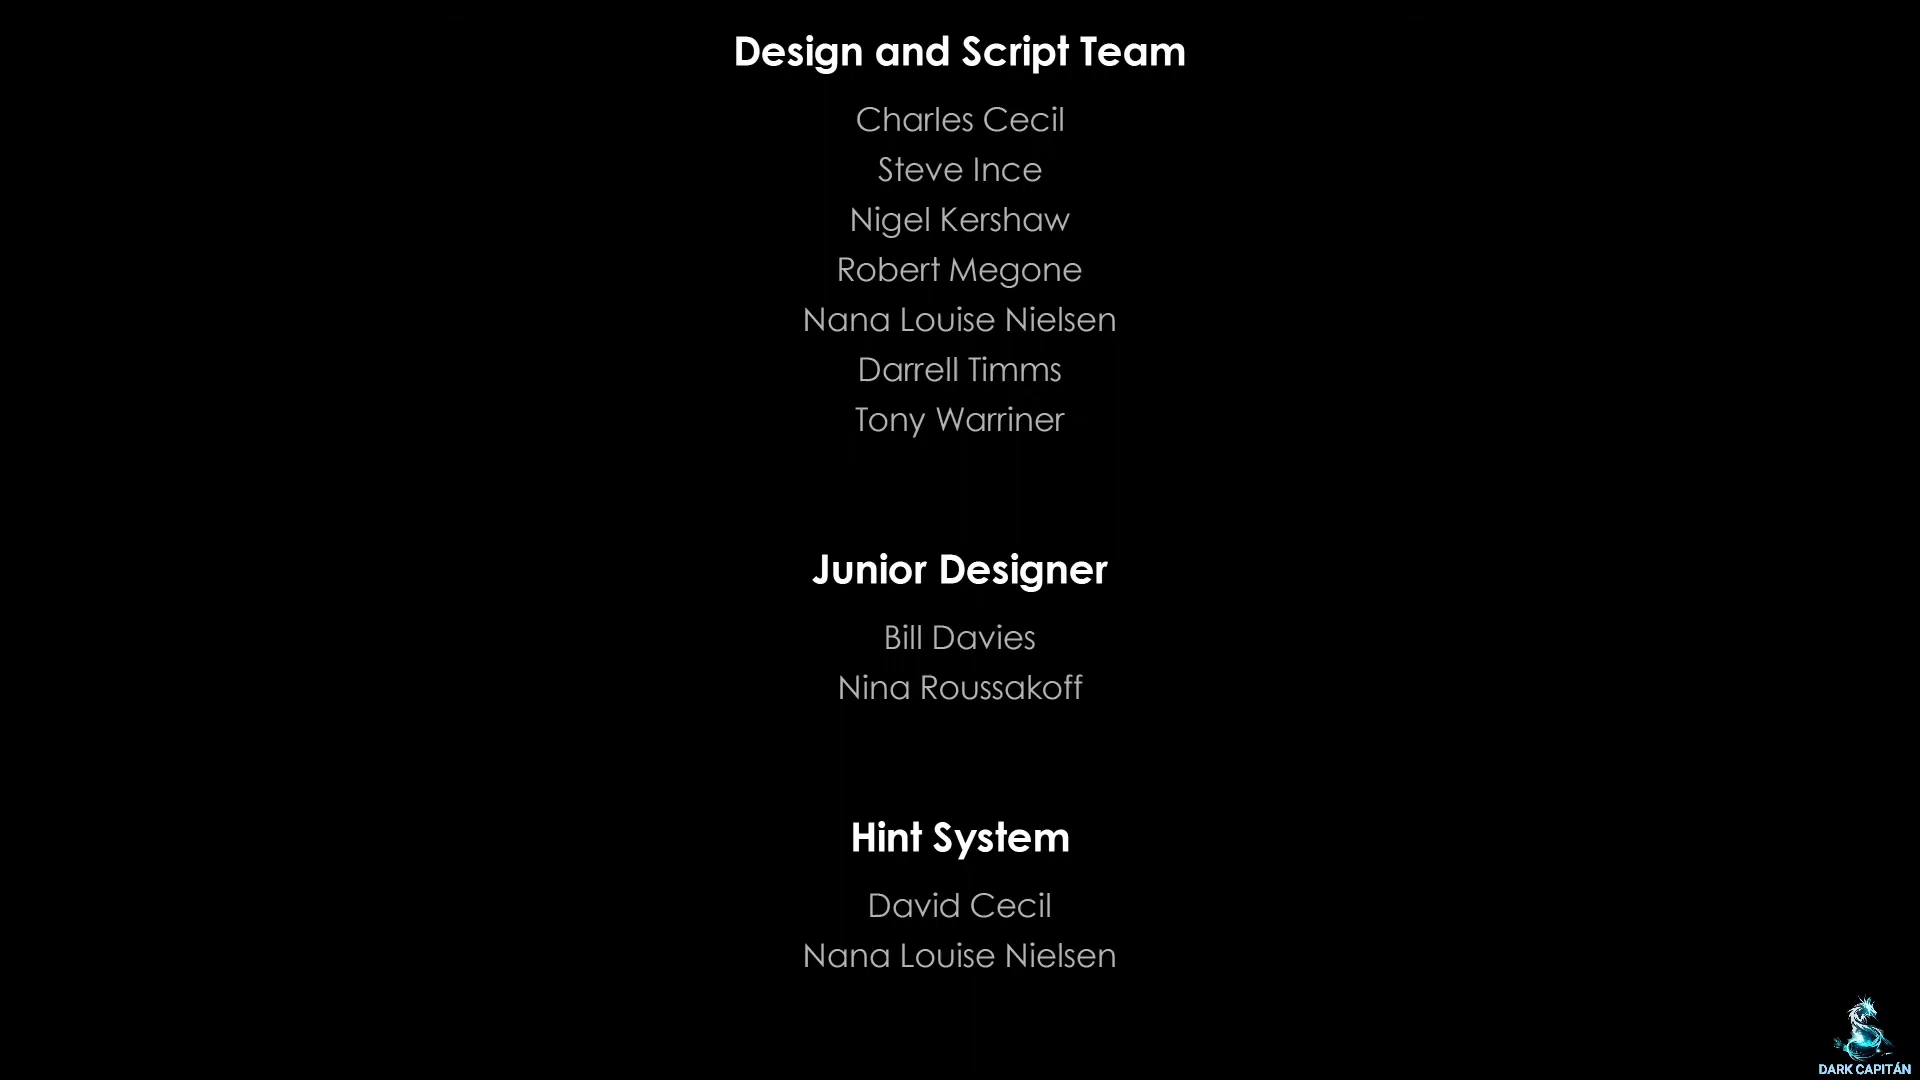 Design and Script Team
Charles Cecil
Steve Ince
Nigel Kershaw
Robert Megone
Nana Louise Nielsen
Darrell Timms
Tony Warriner
Junior Designer
Bill Davies
Nina Roussakoff
Hint System
David Cecil
Nana Louise Nielsen
DARK CAPITÁN